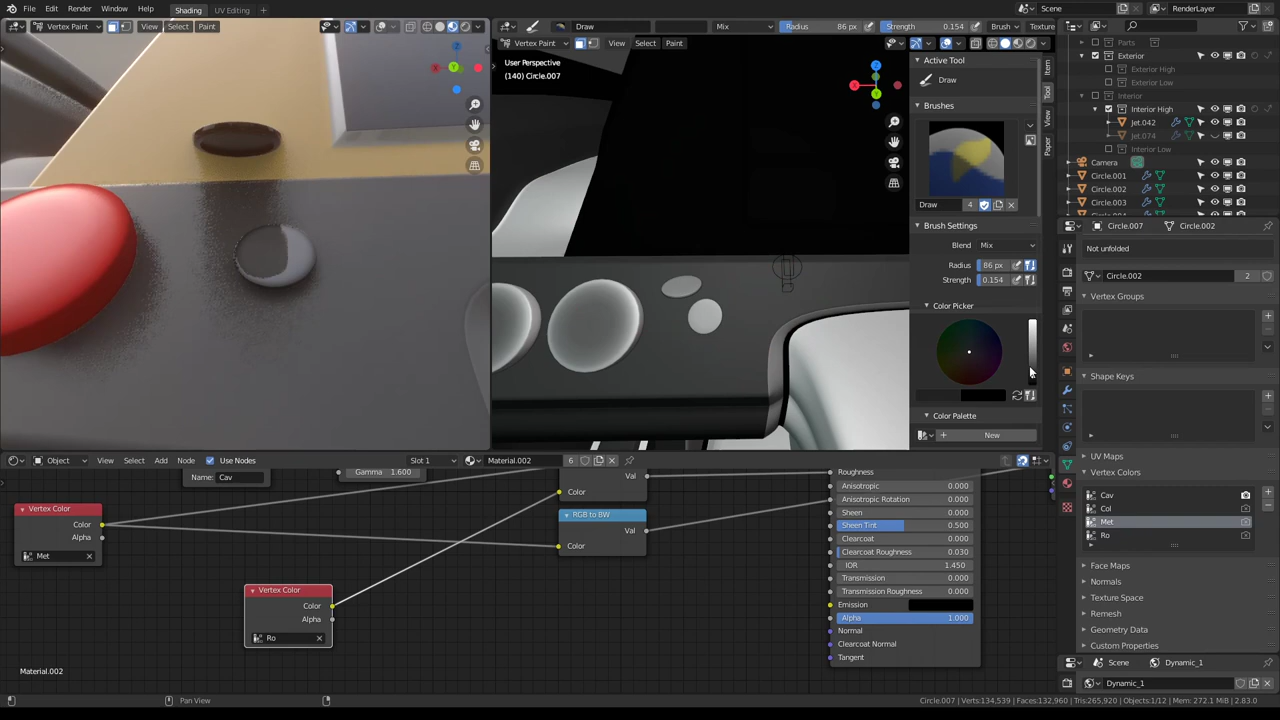 File Edit Render Window Help Shading UV Editing Scene RenderLayer
Vertex Paint View Select Paint
Draw Mix Radius 86 px Strength 0.154 Brush Texture
Vertex Paint View Select Paint
User Perspective
(140) Circle.007
Active Tool
Draw
Brushes
Draw 4
Brush Settings
Blend Mix
Radius 86 px
Strength 0.154
Color Picker
Color Palette
New
Item
Tool
View
Paper
Parts
Exterior
Exterior High
Exterior Low
Interior
Interior High
Jet.042
Jet.074
Interior Low
Camera
Circle.001
Circle.002
Circle.003
Circle.007 Circle.002
Not unfolded
Circle.002 2
Vertex Groups
Shape Keys
UV Maps
Vertex Colors
Cav
Col
Met
Ro
Face Maps
Normals
Texture Space
Remesh
Geometry Data
Custom Properties
Scene Dynamic_1
Dynamic_1
Object View Select Add Node Use Nodes Slot 1 Material.002 6
Name: Cav
Gamma 1.600
Vertex Color
Color
Alpha
Met
Vertex Color
Color
Alpha
Ro
Val
Color
RGB to BW
Val
Color
Roughness
Anisotropic 0.000
Anisotropic Rotation 0.000
Sheen 0.000
Sheen Tint 0.500
Clearcoat 0.000
Clearcoat Roughness 0.030
IOR 1.450
Transmission 0.000
Transmission Roughness 0.000
Emission
Alpha 1.000
Normal
Clearcoat Normal
Tangent
Material.002
Pan View
Circle.007 | Verts:134,539 | Faces:132,960 | Tris:265,920 | Objects:1/12 | Mem: 272.1 MiB | 2.83.0